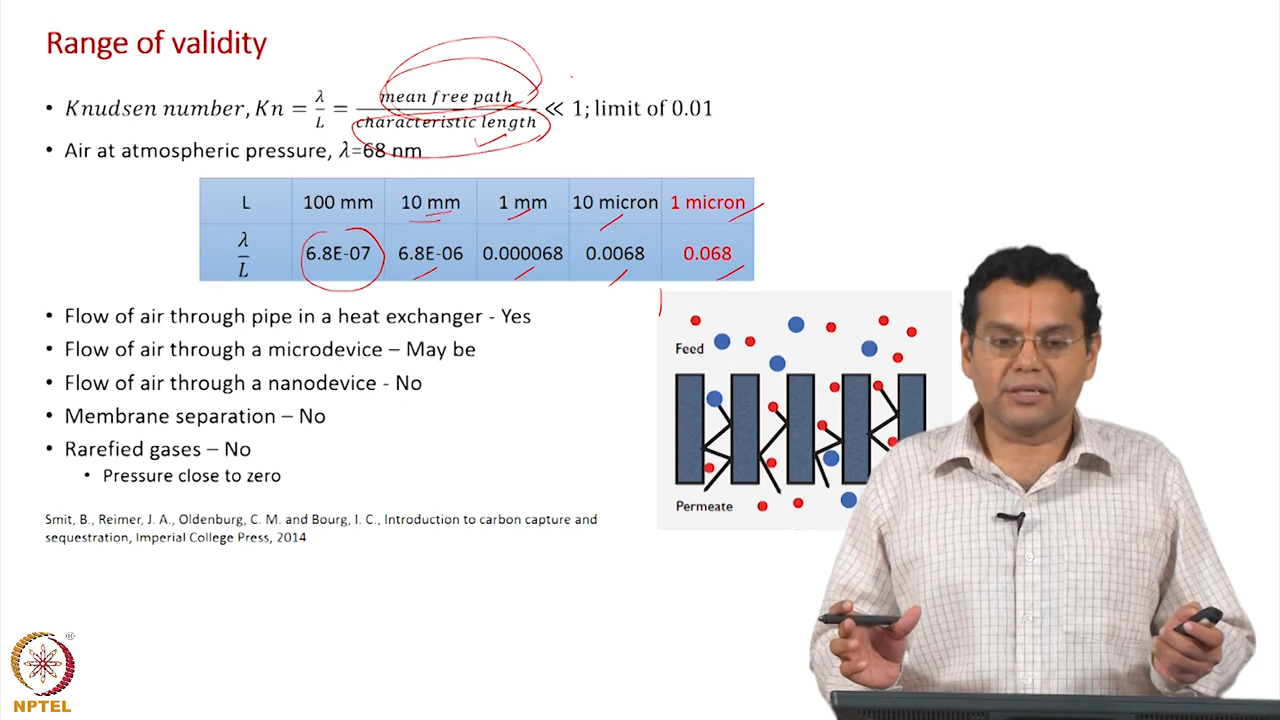 Range of validity
• Knudsen number, Kn = λ/L = mean free path/characteristic length ≪ 1; limit of 0.01
• Air at atmospheric pressure, λ=68 nm
L 100 mm 10 mm 1 mm 10 micron 1 micron
λ/L 6.8E-07 6.8E-06 0.000068 0.0068 0.068
• Flow of air through pipe in a heat exchanger - Yes
• Flow of air through a microdevice – May be
• Flow of air through a nanodevice - No
• Membrane separation – No
• Rarefied gases – No
• Pressure close to zero
Feed
Permeate
Smit, B., Reimer, J. A., Oldenburg, C. M. and Bourg, I. C., Introduction to carbon capture and
sequestration, Imperial College Press, 2014
®
NPTEL